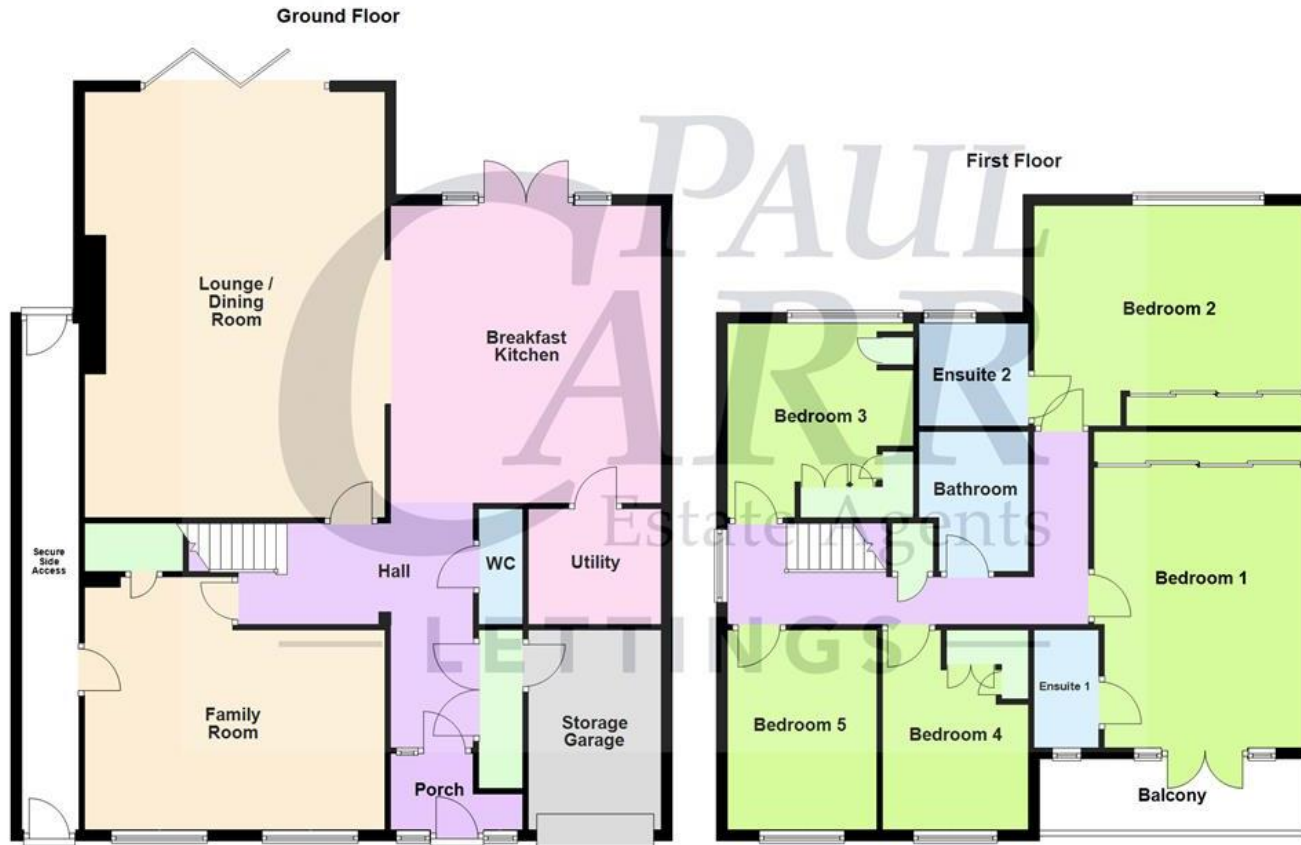 Ground Floor
PAUL
CARR
Estate Agents
LETTINGS
Lounge /
Dining
Room
Breakfast
Kitchen
Secure
Side
Access
Hall
WC
Utility
Family
Room
Storage
Garage
Porch
First Floor
Bedroom 2
Ensuite 2
Bedroom 3
Bathroom
Bedroom 1
Ensuite 1
Bedroom 5
Bedroom 4
Balcony